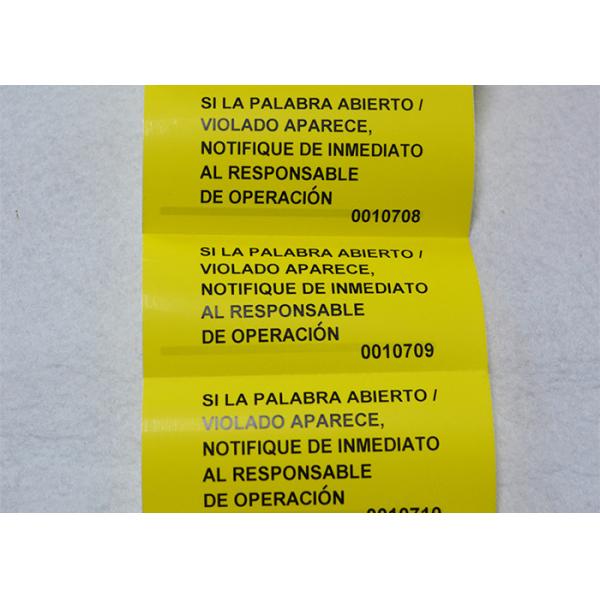 SI LA PALABRA ABIERTO /
VIOLADO APARECE,
NOTIFIQUE DE INMEDIATO
AL RESPONSABLE
DE OPERACIÓN
0010708
SI LA PALABRA ABIERTO /
VIOLADO APARECE,
NOTIFIQUE DE INMEDIATO
AL RESPONSABLE
DE OPERACIÓN
0010709
SI LA PALABRA ABIERTO /
VIOLADO APARECE,
NOTIFIQUE DE INMEDIATO
AL RESPONSABLE
DE OPERACIÓN
0010710